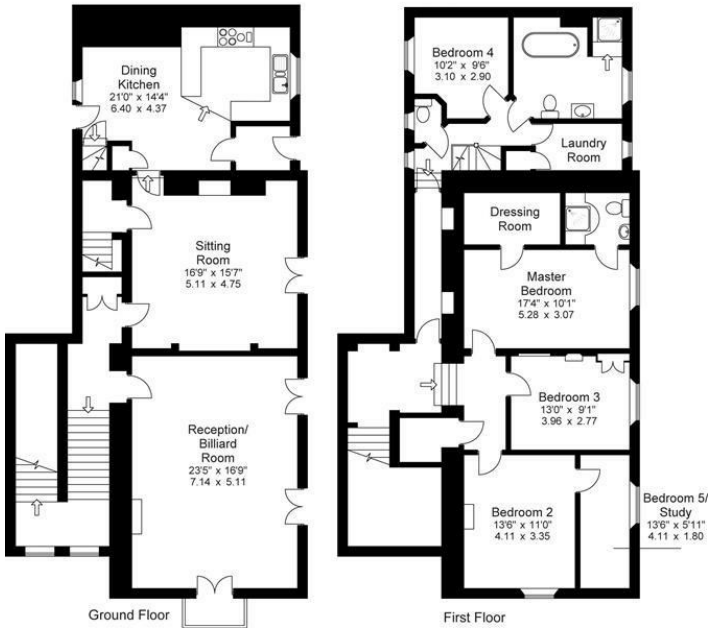 Dining
Kitchen
21'0" x 14'4"
6.40 x 4.37
Sitting
Room
16'9" x 15'7"
5.11 x 4.75
Reception/
Billiard
Room
23'5" x 16'9"
7.14 x 5.11
Ground Floor
Bedroom 4
10'2" x 9'6"
3.10 x 2.90
Laundry
Room
Dressing
Room
Master
Bedroom
17'4" x 10'1"
5.28 x 3.07
Bedroom 3
13'0" x 9'1"
3.96 x 2.77
Bedroom 2
13'6" x 11'0"
4.11 x 3.35
Bedroom 5/
Study
13'6" x 5'11"
4.11 x 1.80
First Floor